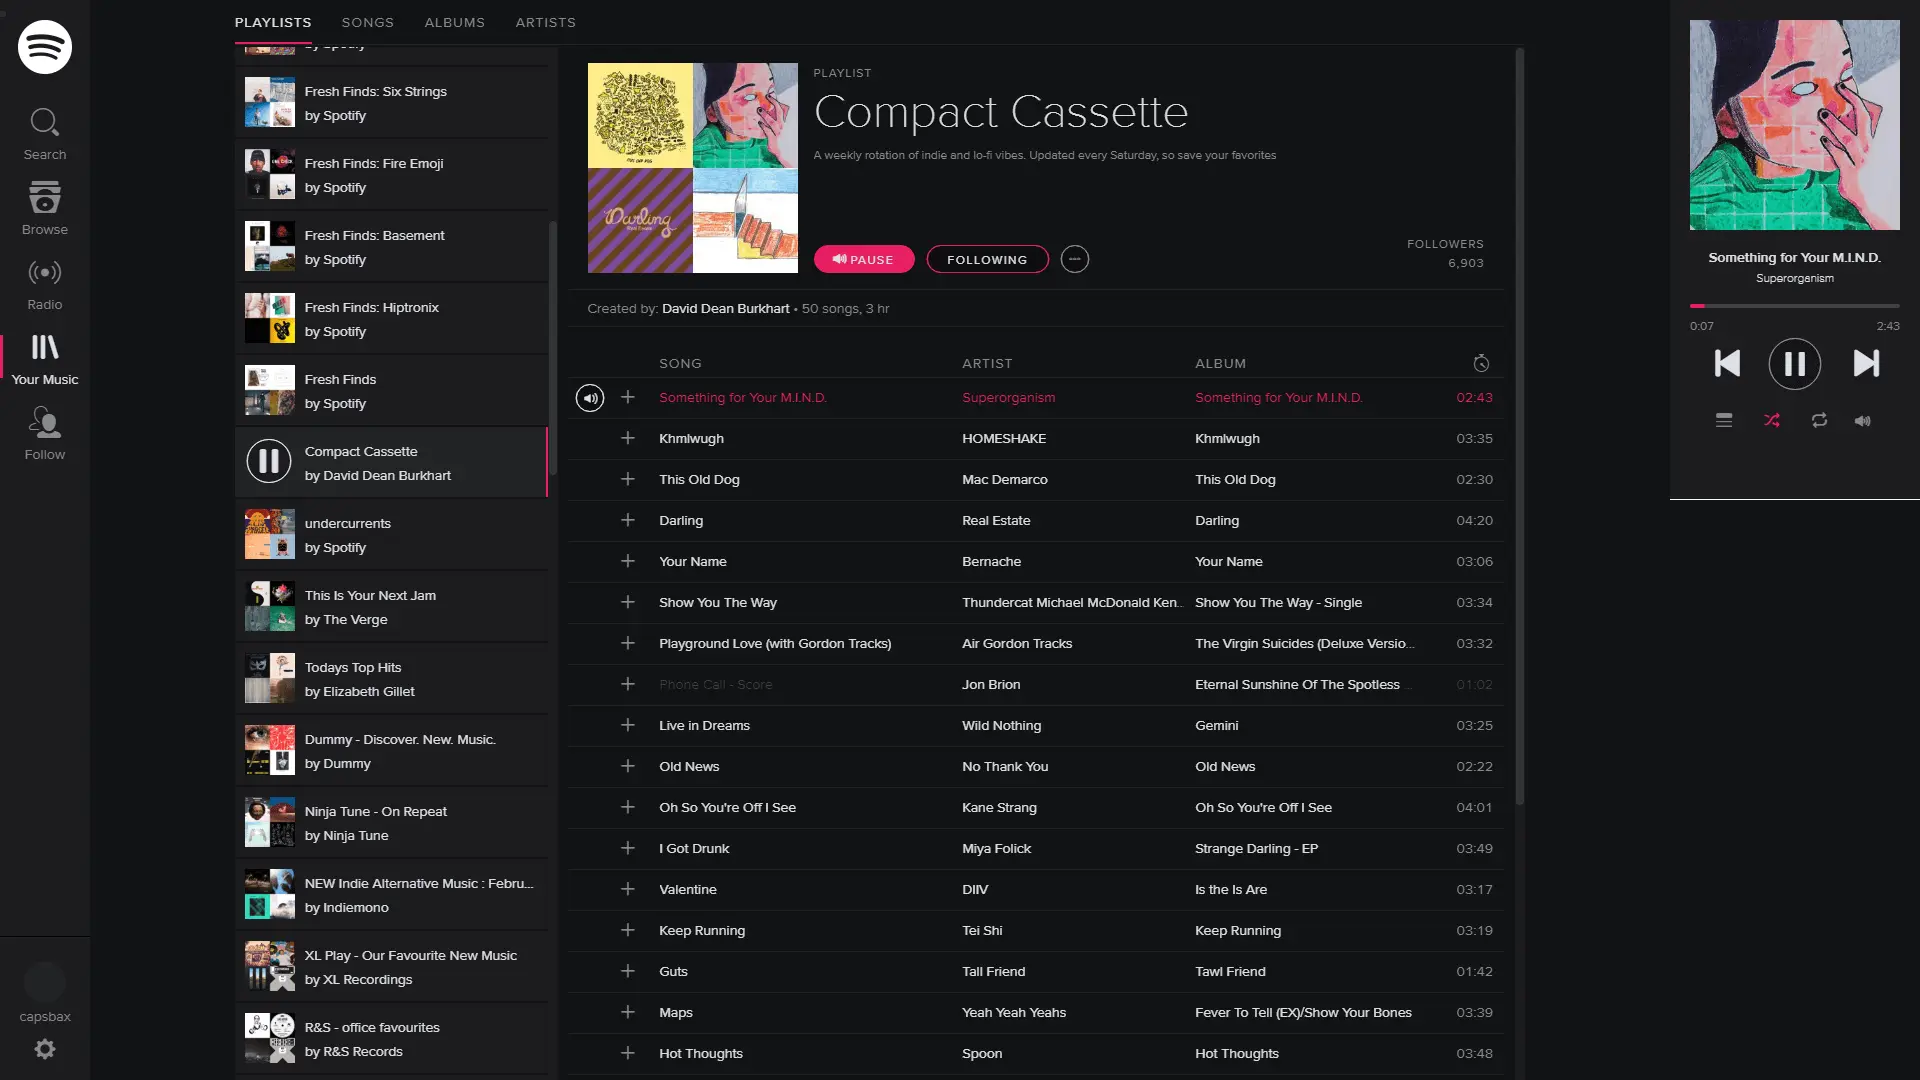 PLAYLISTS SONGS ALBUMS ARTISTS
Search
Browse
Radio
Your Music
Follow
capsbax
by Spotify
Fresh Finds: Six Strings
by Spotify
Fresh Finds: Fire Emoji
by Spotify
Fresh Finds: Basement
by Spotify
Fresh Finds: Hiptronix
by Spotify
Fresh Finds
by Spotify
Compact Cassette
by David Dean Burkhart
undercurrents
by Spotify
This Is Your Next Jam
by The Verge
Todays Top Hits
by Elizabeth Gillet
Dummy - Discover. New. Music.
by Dummy
Ninja Tune - On Repeat
by Ninja Tune
NEW Indie Alternative Music : Febru...
by Indiemono
XL Play - Our Favourite New Music
by XL Recordings
R&S - office favourites
by R&S Records
Darling
PLAYLIST
Compact Cassette
A weekly rotation of indie and lo-fi vibes. Updated every Saturday, so save your favorites
PAUSE FOLLOWING
FOLLOWERS
6,903
Created by: David Dean Burkhart • 50 songs, 3 hr
SONG ARTIST ALBUM
Something for Your M.I.N.D. Superorganism Something for Your M.I.N.D. 02:43
Khmlwugh HOMESHAKE Khmlwugh 03:35
This Old Dog Mac Demarco This Old Dog 02:30
Darling Real Estate Darling 04:20
Your Name Bernache Your Name 03:06
Show You The Way Thundercat Michael McDonald Ken... Show You The Way - Single 03:34
Playground Love (with Gordon Tracks) Air Gordon Tracks The Virgin Suicides (Deluxe Versio... 03:32
Phone Call - Score Jon Brion Eternal Sunshine Of The Spotless ... 01:02
Live in Dreams Wild Nothing Gemini 03:25
Old News No Thank You Old News 02:22
Oh So You're Off I See Kane Strang Oh So You're Off I See 04:01
I Got Drunk Miya Folick Strange Darling - EP 03:49
Valentine DIIV Is the Is Are 03:17
Keep Running Tei Shi Keep Running 03:19
Guts Tall Friend Tawl Friend 01:42
Maps Yeah Yeah Yeahs Fever To Tell (EX)/Show Your Bones 03:39
Hot Thoughts Spoon Hot Thoughts 03:48
Something for Your M.I.N.D.
Superorganism
0:07 2:43